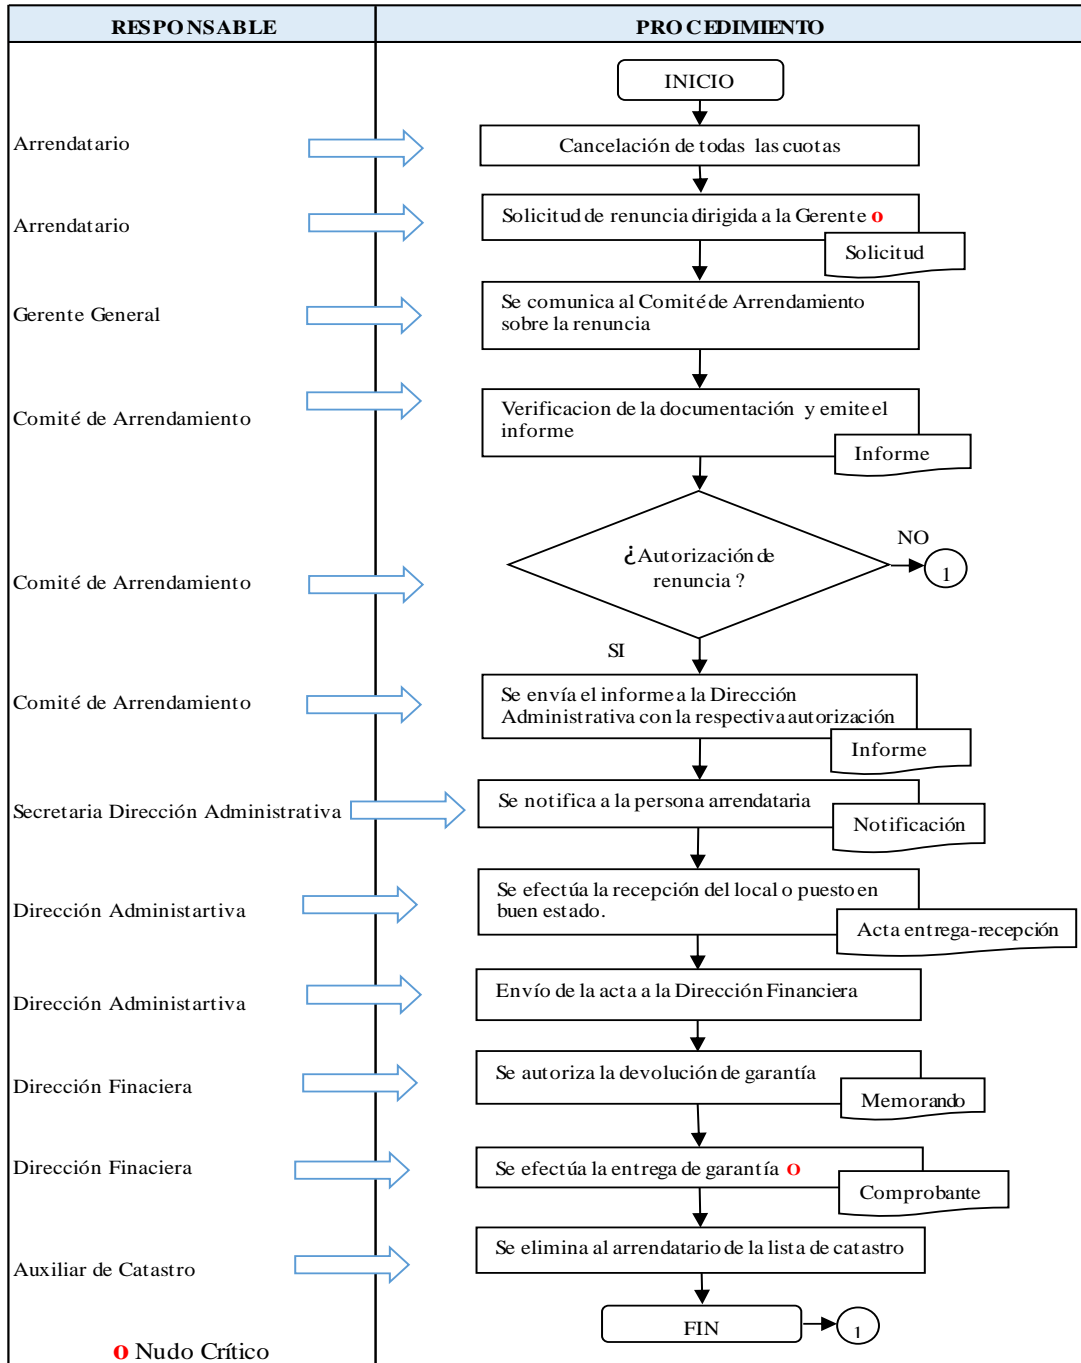 RESPONSABLE
PROCEDIMIENTO
INICIO
Arrendatario
Cancelación de todas las cuotas
Arrendatario
Solicitud de renuncia dirigida a la Gerente o
Solicitud
Gerente General
Se comunica al Comité de Arrendamiento
sobre la renuncia
Comité de Arrendamiento
Verificacion de la documentación y emite el
informe
Informe
Comité de Arrendamiento
¿Autorización de
renuncia ?
NO
1
SI
Comité de Arrendamiento
Se envía el informe a la Dirección
Administrativa con la respectiva autorización
Informe
Secretaria Dirección Administrativa
Se notifica a la persona arrendataria
Notificación
Dirección Administartiva
Se efectúa la recepción del local o puesto en
buen estado.
Acta entrega-recepción
Dirección Administartiva
Envío de la acta a la Dirección Financiera
Dirección Finaciera
Se autoriza la devolución de garantía
Memorando
Dirección Finaciera
Se efectúa la entrega de garantía o
Comprobante
Auxiliar de Catastro
Se elimina al arrendatario de la lista de catastro
FIN
1
o Nudo Crítico